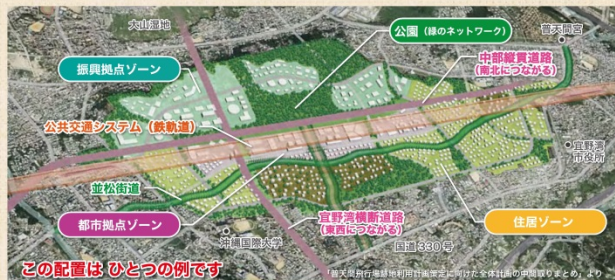 大山湿地
普天間宮
公園（緑のネットワーク）
振興拠点ゾーン
中部縦貫道路
（南北につながる）
公共交通システム（鉄軌道）
宜野湾
市役所
並松街道
都市拠点ゾーン
宜野湾横断道路
（東西につながる）
住居ゾーン
沖縄国際大学
国道330号
この配置は ひとつの例です
「普天間飛行場跡地利用計画策定に向けた全体計画の中間取りまとめ」より